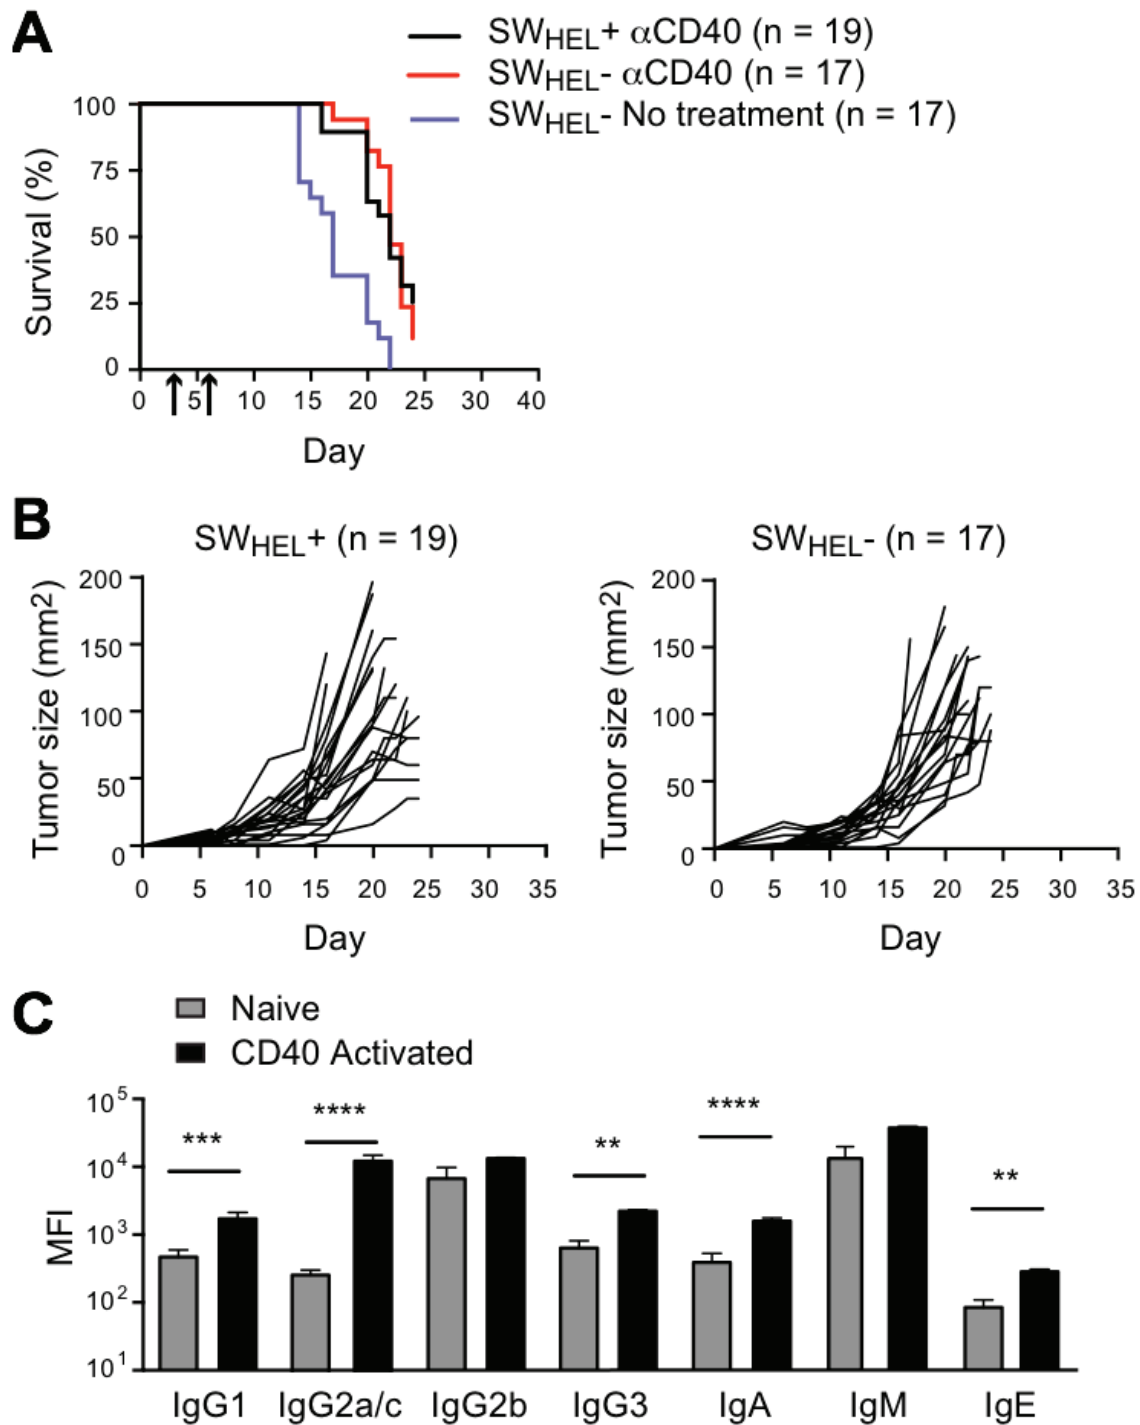 A
SWHEL+ αCD40 (n = 19)
SWHEL- αCD40 (n = 17)
SWHEL- No treatment (n = 17)
100
75
50
25
0
Survival (%)
0 5 10 15 20 25 30 40
Day
B
SWHEL+ (n = 19)
200
150
100
50
0
Tumor size (mm2)
0 5 10 15 20 25 30 35
Day
SWHEL- (n = 17)
200
150
100
50
0
Tumor size (mm2)
0 5 10 15 20 25 30 35
Day
C
Naive
CD40 Activated
10^5
10^4
10^3
10^2
10^1
MFI
*** **** ** **** **
IgG1 IgG2a/c IgG2b IgG3 IgA IgM IgE